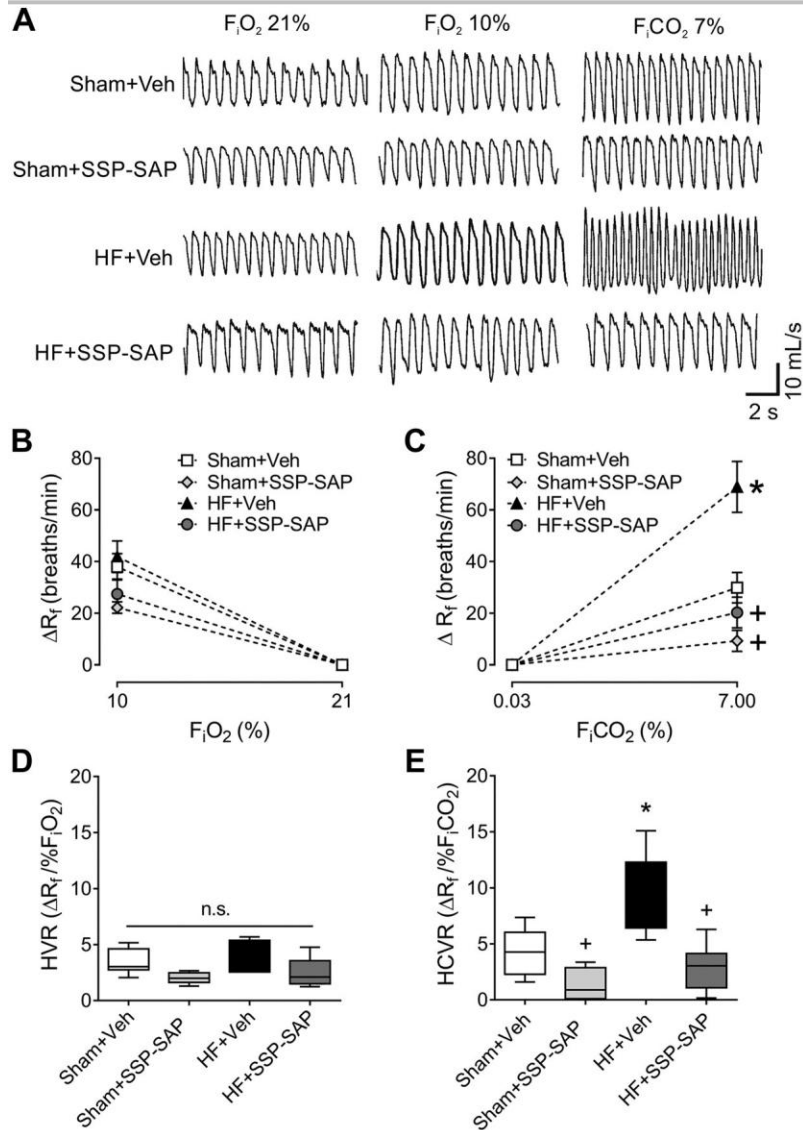 A
FiO2 21%
FiO2 10%
FiCO2 7%
Sham+Veh
Sham+SSP-SAP
HF+Veh
HF+SSP-SAP
10 mL/s
2 s
B
Sham+Veh
Sham+SSP-SAP
HF+Veh
HF+SSP-SAP
ΔRf (breaths/min)
80
60
40
20
0
10
21
FiO2 (%)
C
Sham+Veh
Sham+SSP-SAP
HF+Veh
HF+SSP-SAP
Δ Rf (breaths/min)
80
60
40
20
0
*
+
+
0.03
7.00
FiCO2 (%)
D
HVR (ΔRf/%FiO2)
20
15
10
5
0
n.s.
Sham+Veh
Sham+SSP-SAP
HF+Veh
HF+SSP-SAP
E
HCVR (ΔRf/%FiCO2)
20
15
10
5
0
+
*
+
Sham+Veh
Sham+SSP-SAP
HF+Veh
HF+SSP-SAP